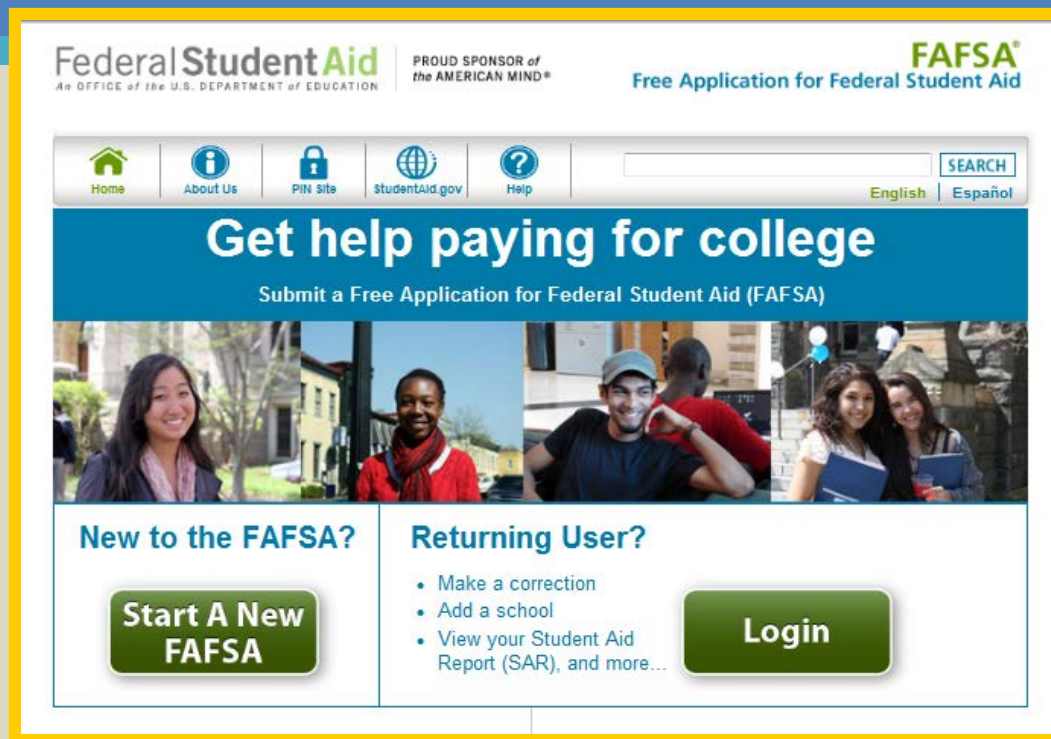 Federal Student Aid
An OFFICE of the U.S. DEPARTMENT of EDUCATION
PROUD SPONSOR of
the AMERICAN MIND®
FAFSA®
Free Application for Federal Student Aid
Home
About Us
PIN Site
StudentAid.gov
Help
SEARCH
English | Español
Get help paying for college
Submit a Free Application for Federal Student Aid (FAFSA)
New to the FAFSA?
Start A New
FAFSA
Returning User?
• Make a correction
• Add a school
• View your Student Aid
Report (SAR), and more...
Login